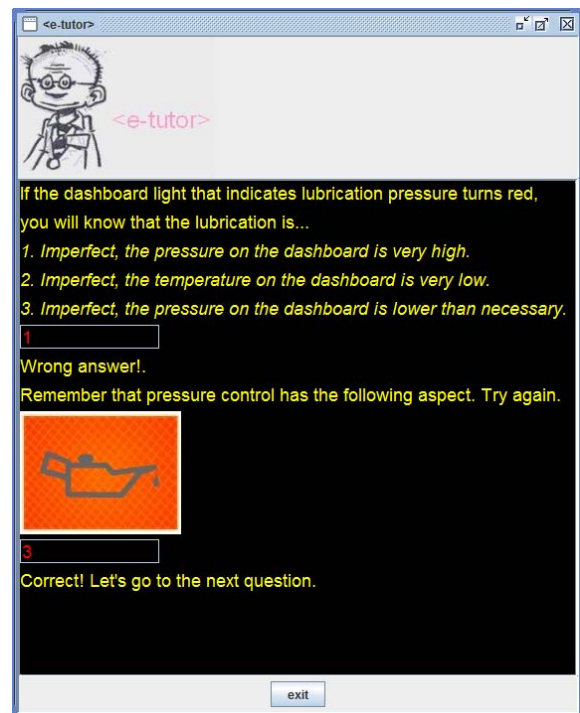 <e-tutor>
<e-tutor>
If the dashboard light that indicates lubrication pressure turns red,
you will know that the lubrication is...
1. Imperfect, the pressure on the dashboard is very high.
2. Imperfect, the temperature on the dashboard is very low.
3. Imperfect, the pressure on the dashboard is lower than necessary.
1
Wrong answer!.
Remember that pressure control has the following aspect. Try again.
3
Correct! Let's go to the next question.
exit